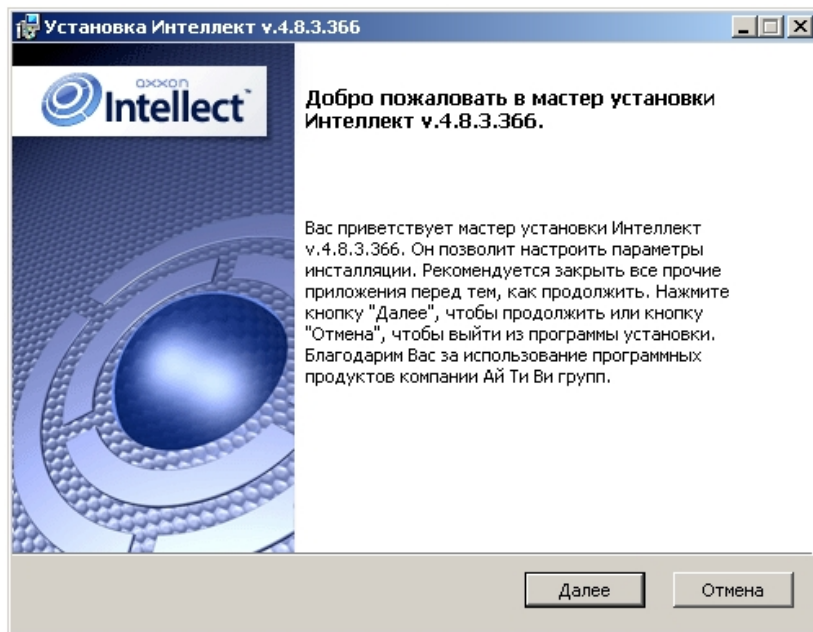 Установка Интеллект v.4.8.3.366
axxon
Intellect™
Добро пожаловать в мастер установки
Интеллект v.4.8.3.366.
Вас приветствует мастер установки Интеллект
v.4.8.3.366. Он позволит настроить параметры
инсталляции. Рекомендуется закрыть все прочие
приложения перед тем, как продолжить. Нажмите
кнопку "Далее", чтобы продолжить или кнопку
"Отмена", чтобы выйти из программы установки.
Благодарим Вас за использование программных
продуктов компании Ай Ти Ви групп.
Далее
Отмена